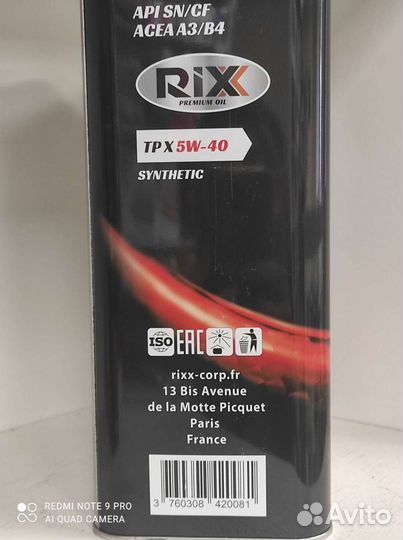 API SN/CF
ACEA A3/B4
RiXX
PREMIUM OIL
TP X 5W-40
SYNTHETIC
ISO EAC
rixx-corp.fr
13 Bis Avenue
de la Motte Picquet
Paris
France
3 760308 420081
REDMI NOTE 9 PRO
AI QUAD CAMERA
Avito